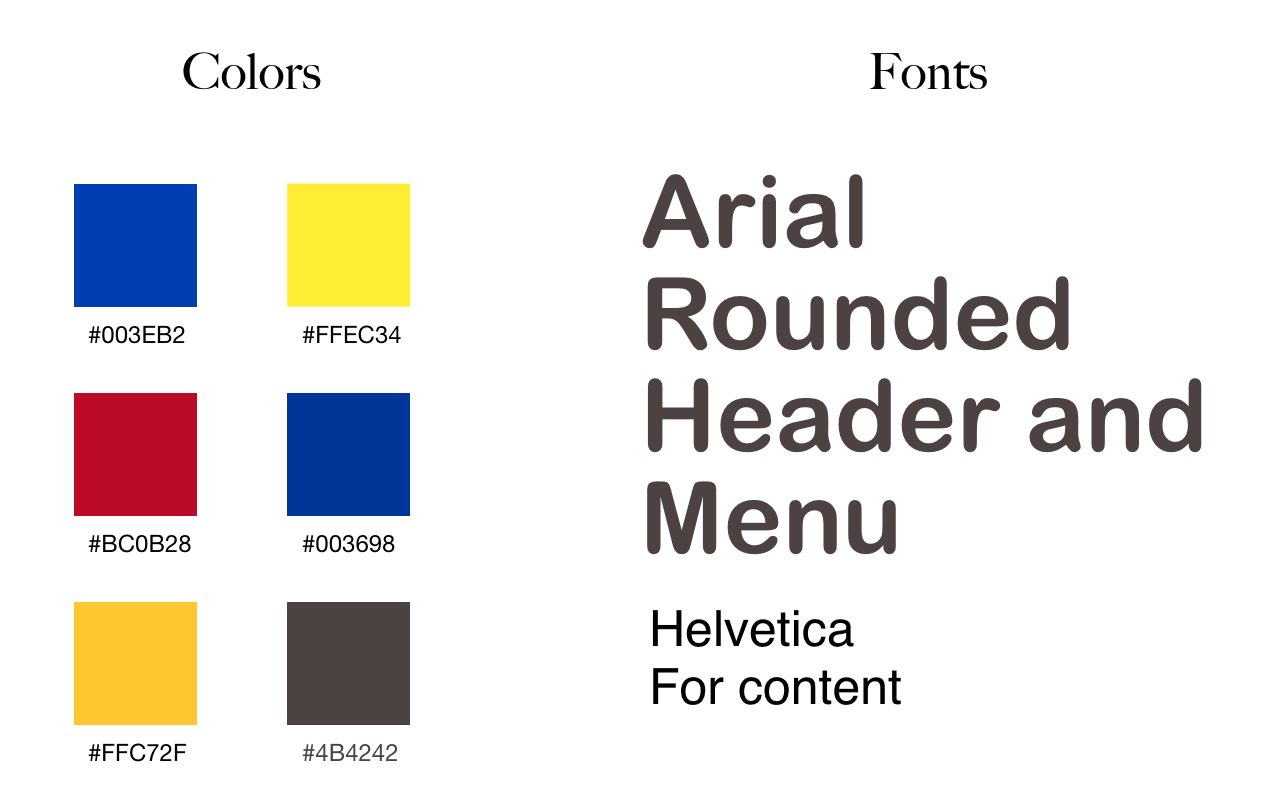 Colors
#003EB2
#FFEC34
#BC0B28
#003698
#FFC72F
#4B4242
Fonts
Arial
Rounded
Header and
Menu
Helvetica
For content